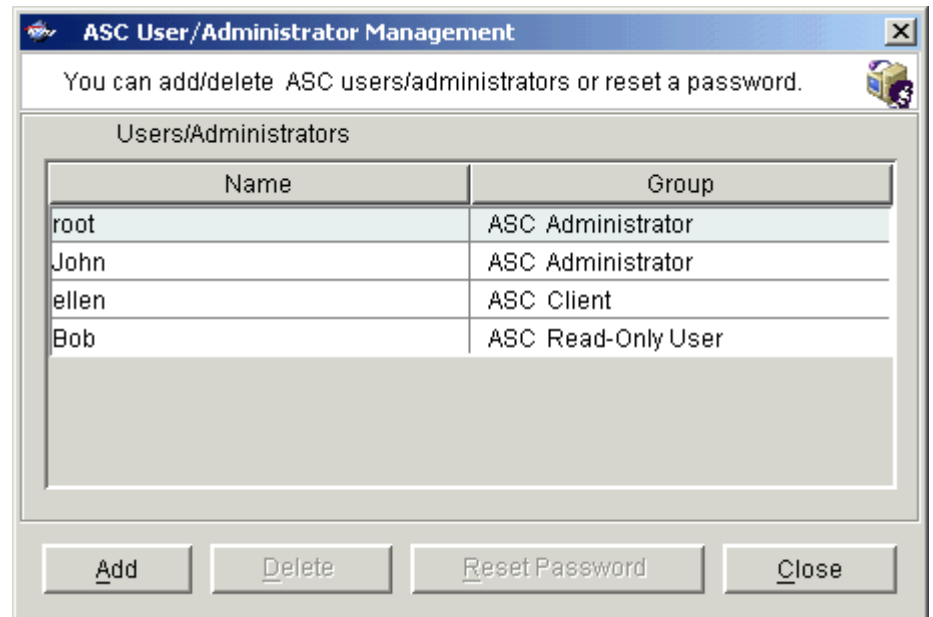 ASC User/Administrator Management
You can add/delete ASC users/administrators or reset a password.
Users/Administrators
Name Group
root ASC Administrator
John ASC Administrator
ellen ASC Client
Bob ASC Read-Only User
Add Delete Reset Password Close